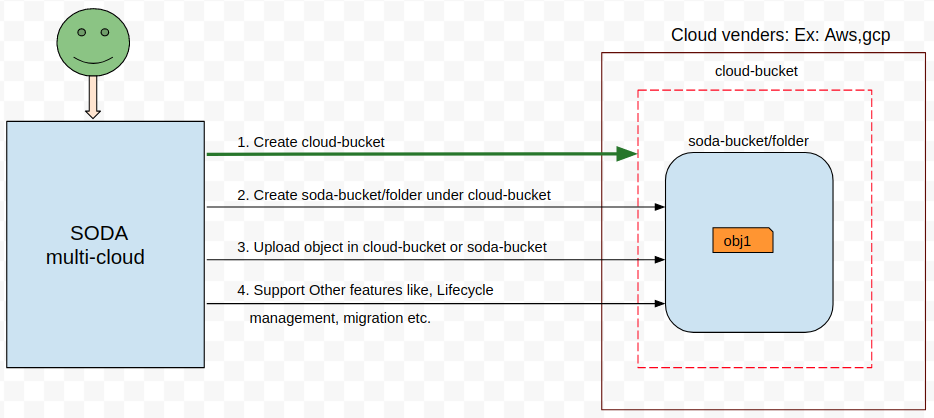 Cloud venders: Ex: Aws,gcp
cloud-bucket
1. Create cloud-bucket
soda-bucket/folder
2. Create soda-bucket/folder under cloud-bucket
SODA
multi-cloud
obj1
3. Upload object in cloud-bucket or soda-bucket
4. Support Other features like, Lifecycle
management, migration etc.